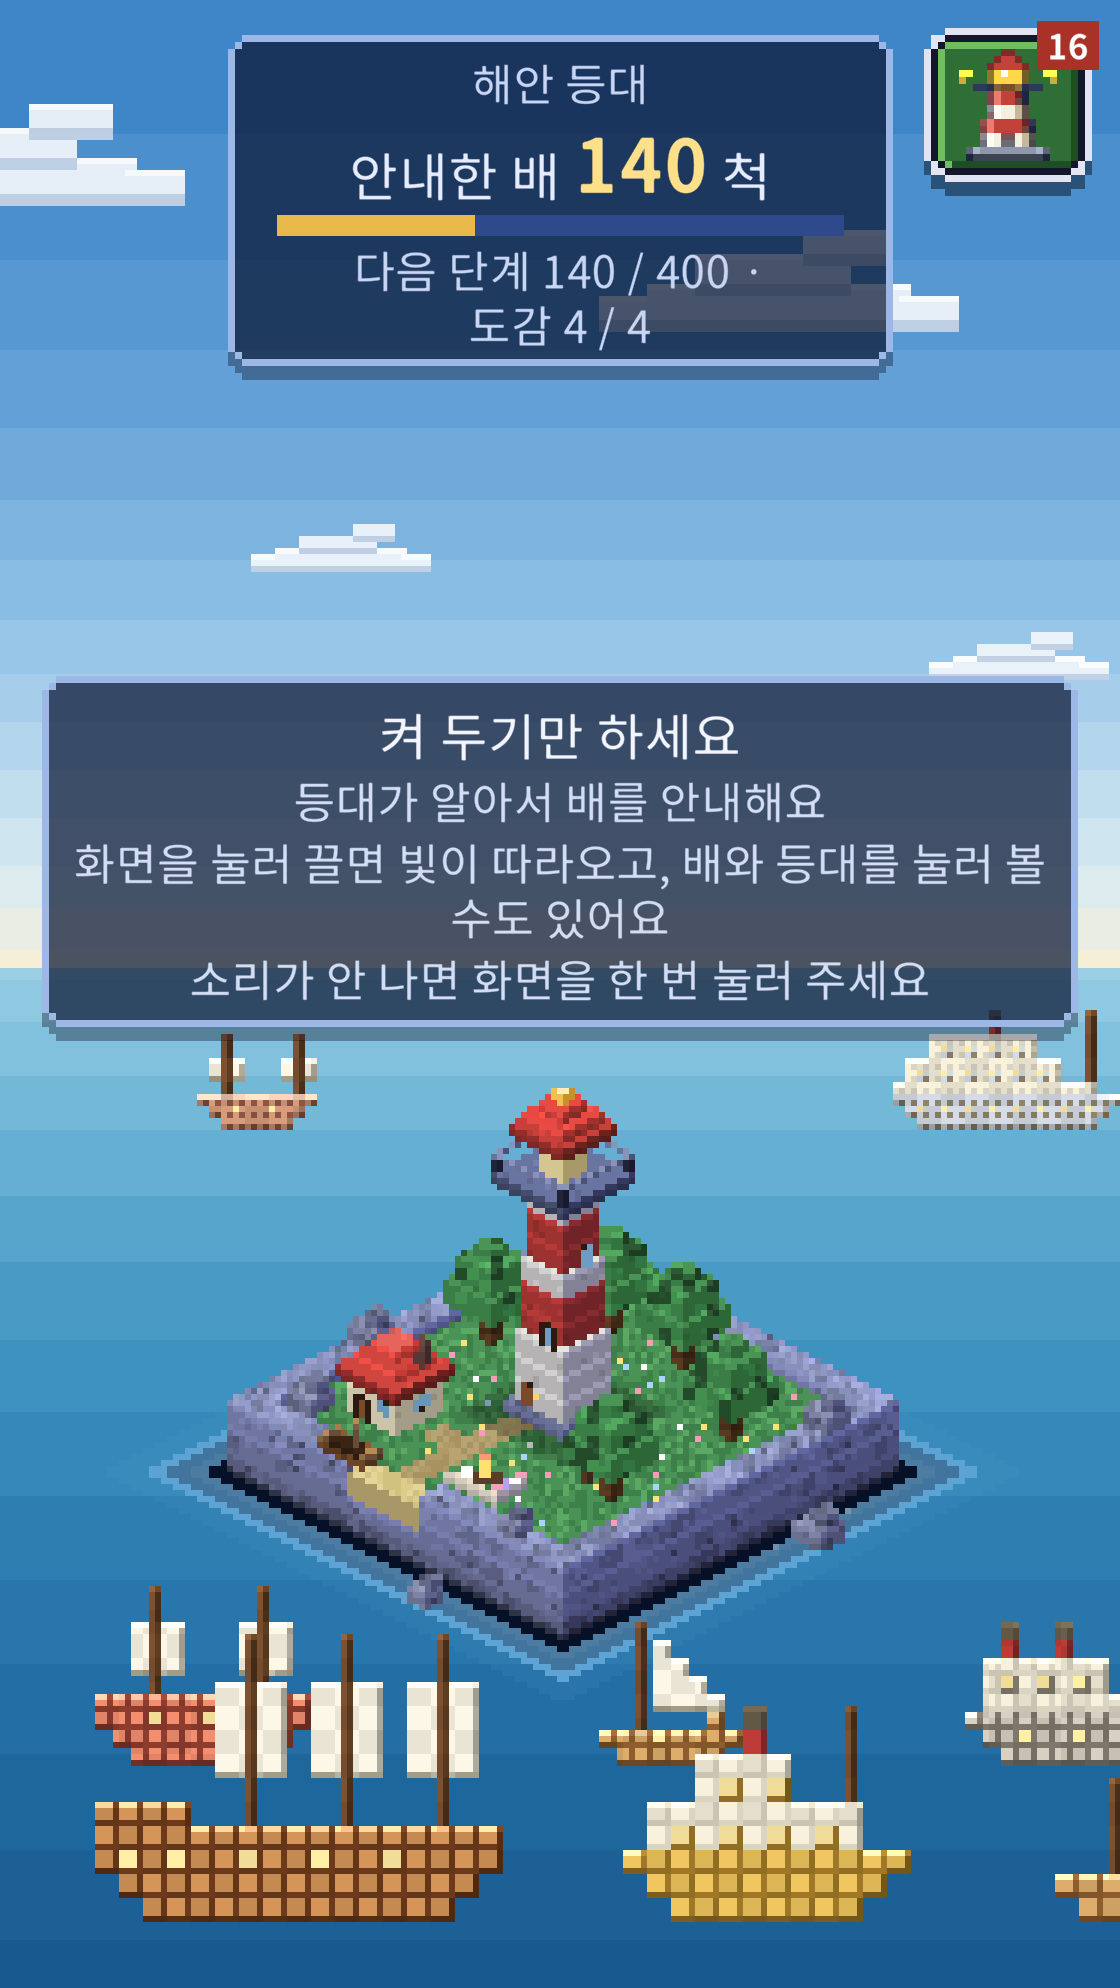 해안 등대
16
안내한 배 140 척
다음 단계 140 / 400 ·
도감 4 / 4
켜 두기만 하세요
등대가 알아서 배를 안내해요
화면을 눌러 끌면 빛이 따라오고, 배와 등대를 눌러 볼
수도 있어요
소리가 안 나면 화면을 한 번 눌러 주세요